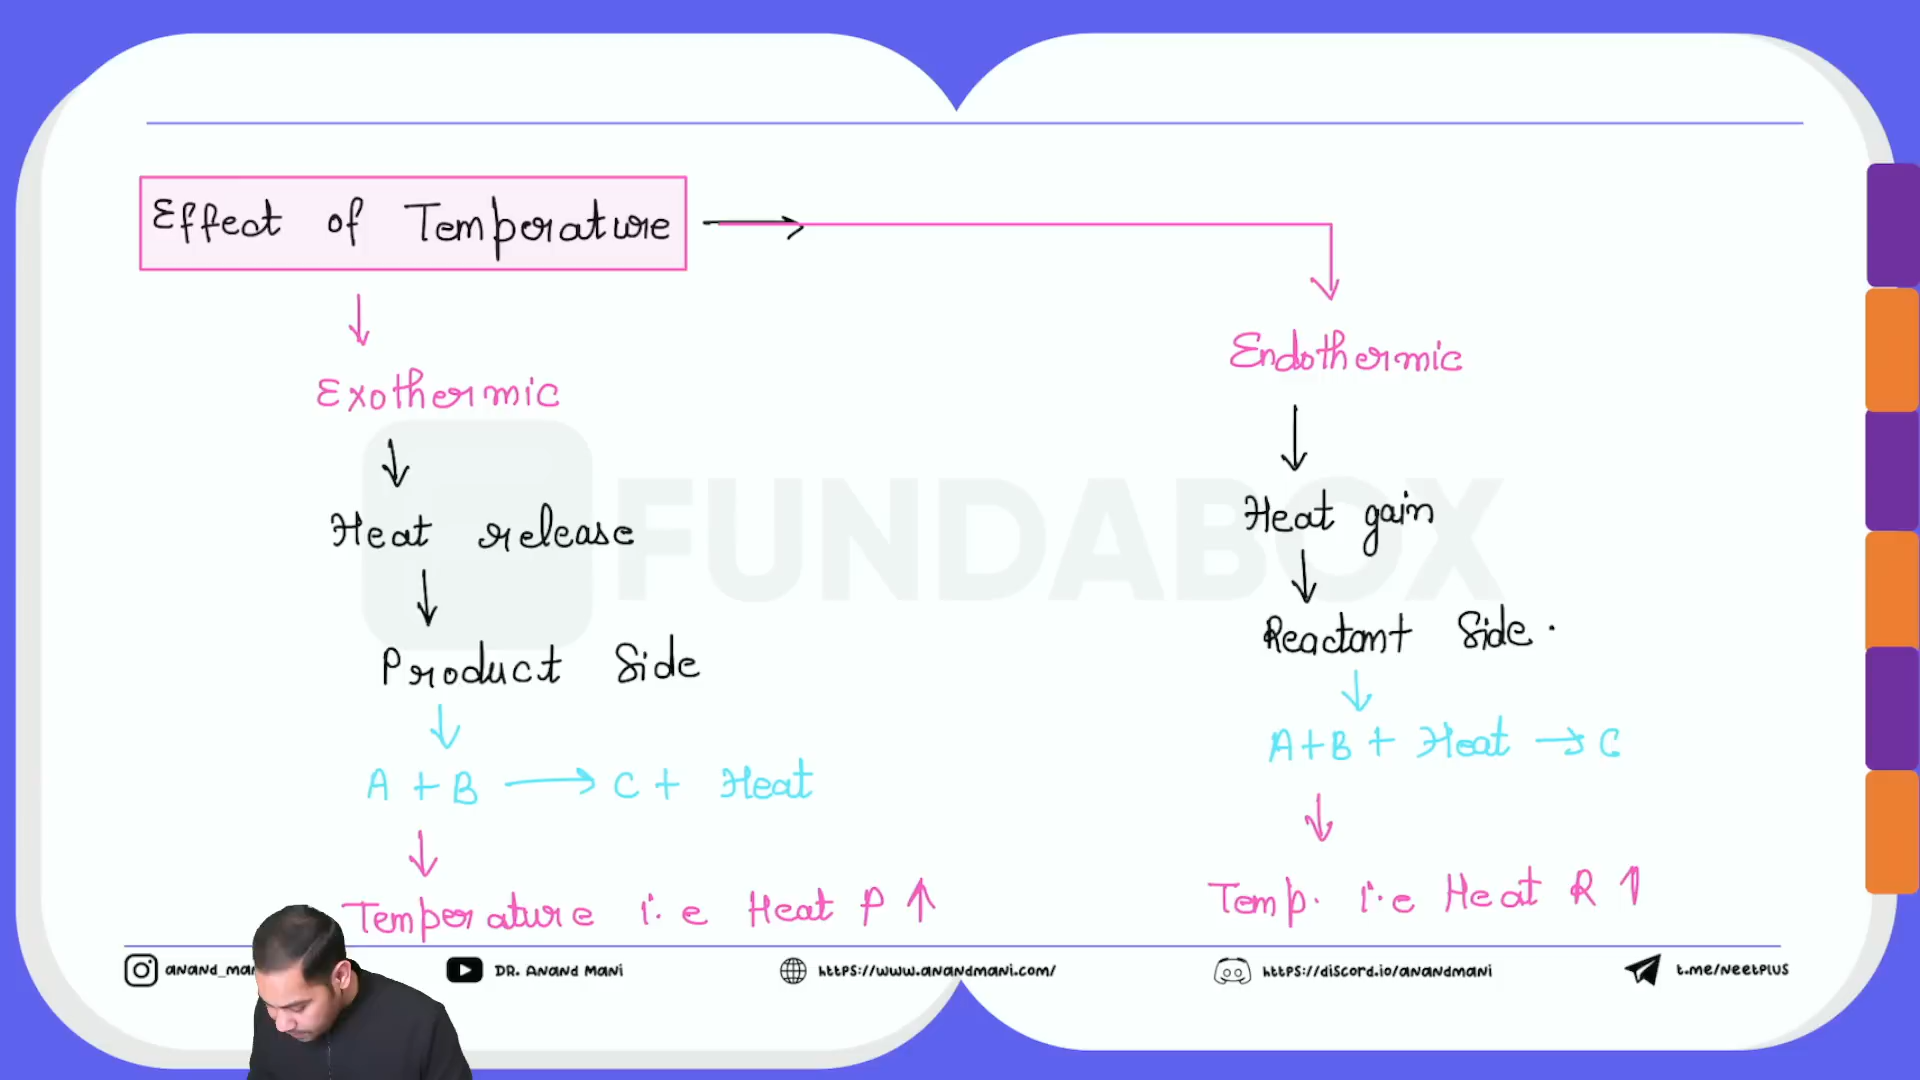 Effect of Temperature →
↓
Exothermic
↓
Heat release
↓
Product Side
↓
A + B → C + Heat
↓
Temperature i.e Heat P ↑
Endothermic
↓
Heat gain
↓
Reactant Side.
↓
A+B + Heat → C
↓
Temp. i.e Heat R ↑
FUNDABOX
DR. ANAND MANI
https://www.anandmani.com/
https://discord.io/anandmani
t.me/NEETPLUS